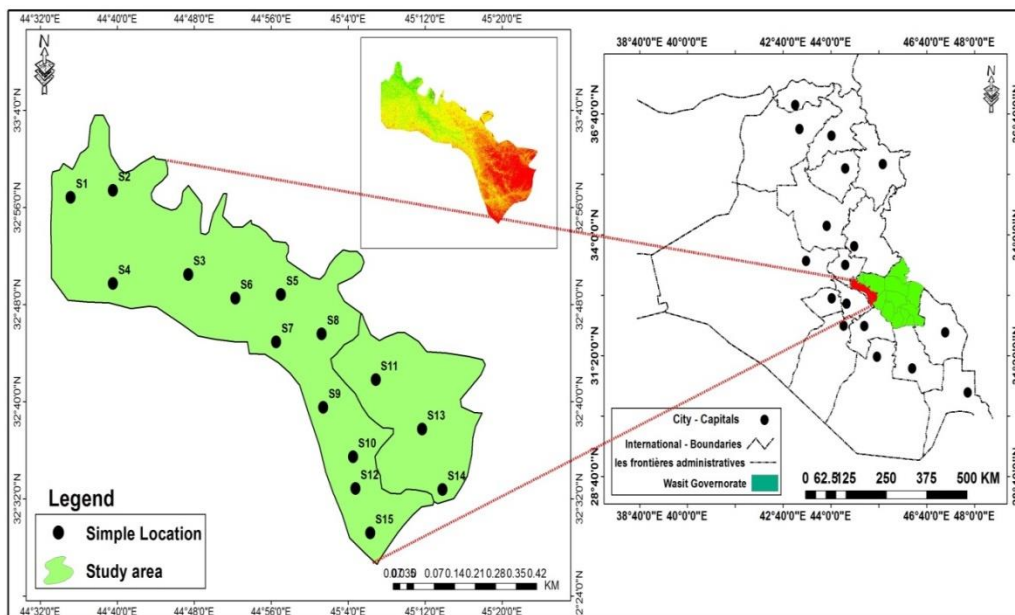 44°32'0"E 44°40'0"E 44°48'0"E 44°56'0"E 45°4'0"E 45°12'0"E 45°20'0"E
38°40'0"E 40°0'0"E 42°40'0"E 44°0'0"E 46°40'0"E 48°0'0"E
N
N
33°4'0"N
32°56'0"N
32°48'0"N
32°40'0"N
32°32'0"N
32°24'0"N
S1
S2
S3
S4
S5
S6
S7
S8
S9
S10
S11
S12
S13
S14
S15
Legend
Simple Location
Study area
KM
44°32'0"E 44°40'0"E 44°48'0"E 44°56'0"E 45°4'0"E 45°12'0"E 45°20'0"E
36°40'0"N
34°0'0"N
31°20'0"N
28°40'0"N
City - Capitals
International - Boundaries
les frontières administratives
Wasit Governorate
0 62.5125 250 375 500 KM
38°40'0"E 40°0'0"E 42°40'0"E 44°0'0"E 46°40'0"E 48°0'0"E